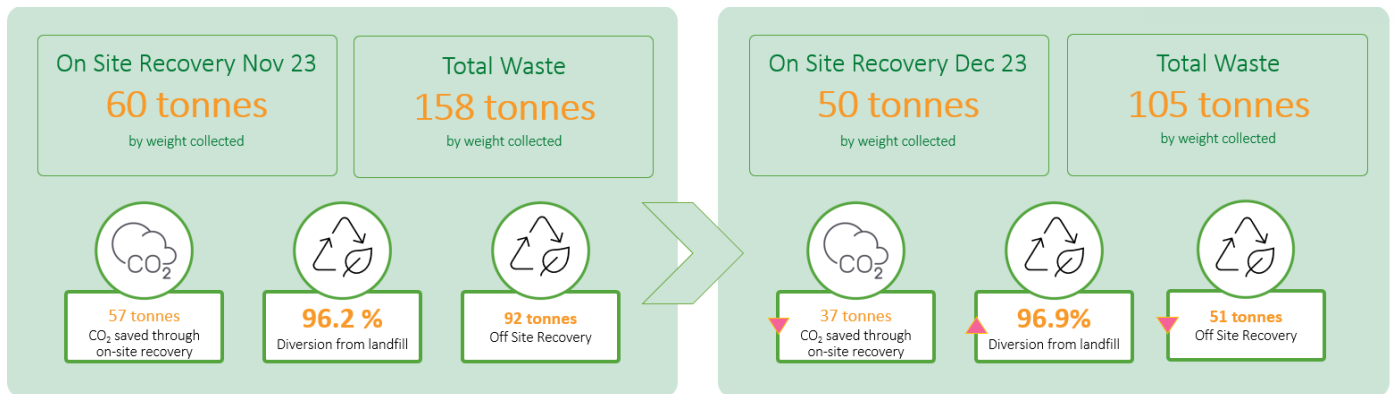 On Site Recovery Nov 23
60 tonnes
by weight collected
Total Waste
158 tonnes
by weight collected
CO₂
57 tonnes
CO₂ saved through
on-site recovery
96.2 %
Diversion from landfill
92 tonnes
Off Site Recovery
On Site Recovery Dec 23
50 tonnes
by weight collected
Total Waste
105 tonnes
by weight collected
CO₂
37 tonnes
CO₂ saved through
on-site recovery
96.9%
Diversion from landfill
51 tonnes
Off Site Recovery